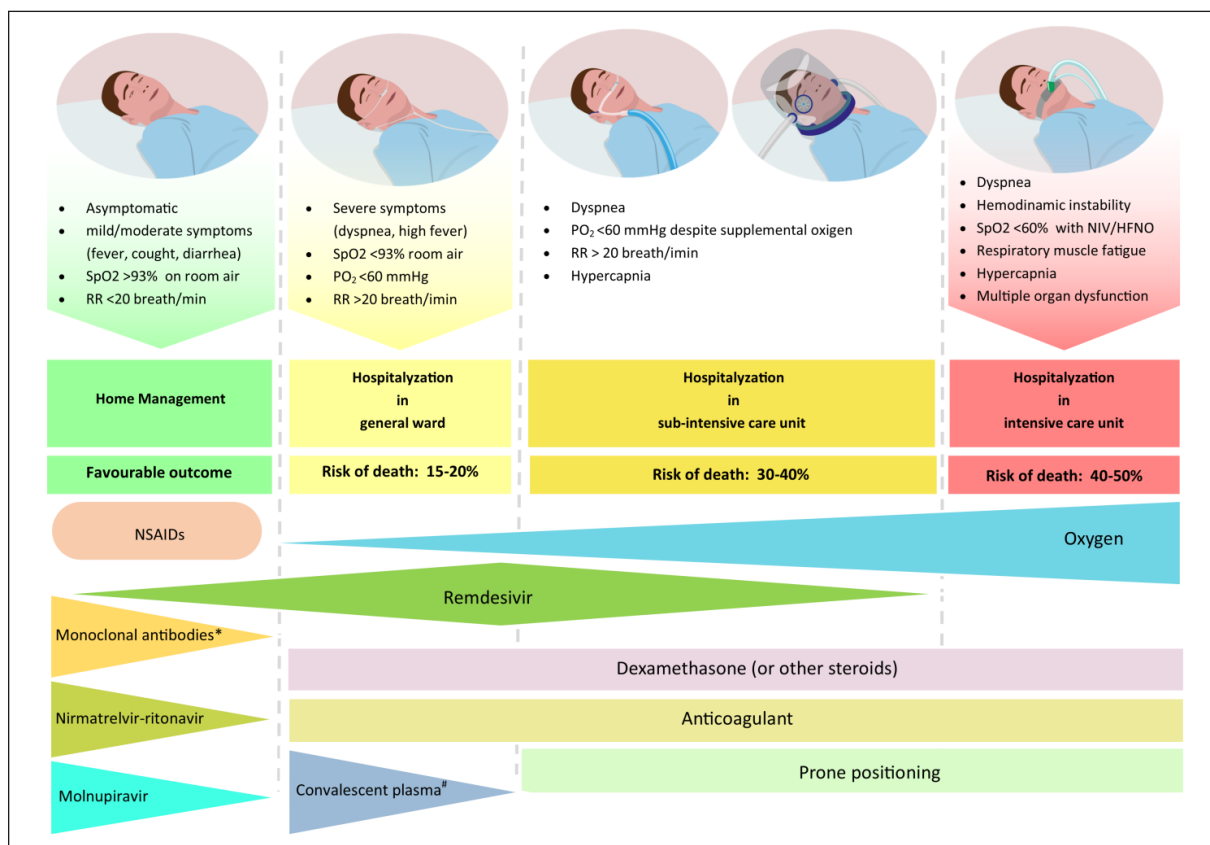 • Asymptomatic
• mild/moderate symptoms
(fever, cought, diarrhea)
• SpO2 >93% on room air
• RR <20 breath/min
• Severe symptoms
(dyspnea, high fever)
• SpO2 <93% room air
• PO₂ <60 mmHg
• RR >20 breath/imin
• Dyspnea
• PO₂ <60 mmHg despite supplemental oxigen
• RR > 20 breath/imin
• Hypercapnia
• Dyspnea
• Hemodinamic instability
• SpO2 <60% with NIV/HFNO
• Respiratory muscle fatigue
• Hypercapnia
• Multiple organ dysfunction
Home Management
Hospitalyzation
in
general ward
Hospitalyzation
in
sub-intensive care unit
Hospitalyzation
in
intensive care unit
Favourable outcome
Risk of death: 15-20%
Risk of death: 30-40%
Risk of death: 40-50%
NSAIDs
Oxygen
Remdesivir
Monoclonal antibodies*
Dexamethasone (or other steroids)
Nirmatrelvir-ritonavir
Anticoagulant
Molnupiravir
Convalescent plasma#
Prone positioning